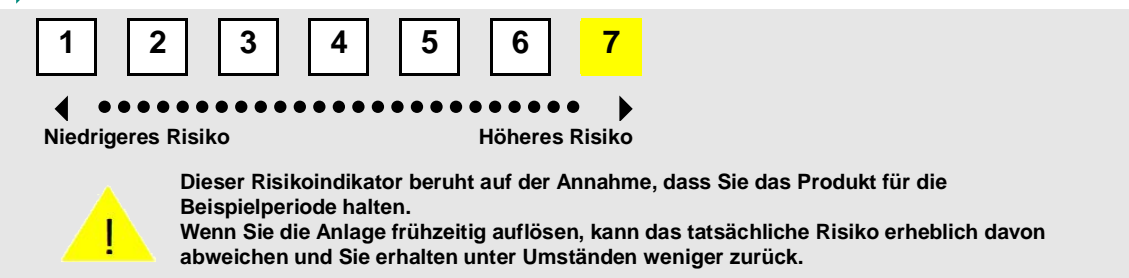 1 2 3 4 5 6 7
Niedrigeres Risiko Höheres Risiko
Dieser Risikoindikator beruht auf der Annahme, dass Sie das Produkt für die
Beispielperiode halten.
Wenn Sie die Anlage frühzeitig auflösen, kann das tatsächliche Risiko erheblich davon
abweichen und Sie erhalten unter Umständen weniger zurück.
!